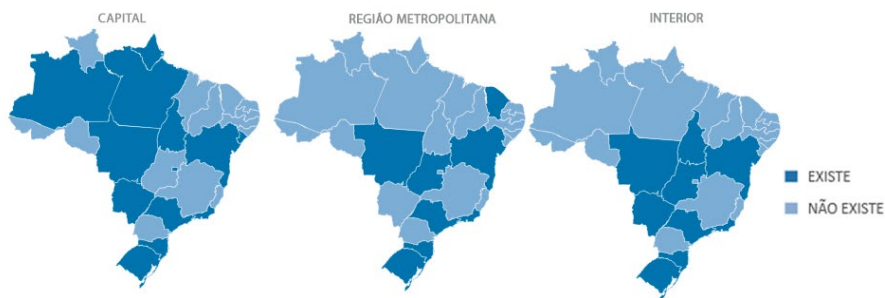 CAPITAL
REGIÃO METROPOLITANA
INTERIOR
EXISTE
NÃO EXISTE